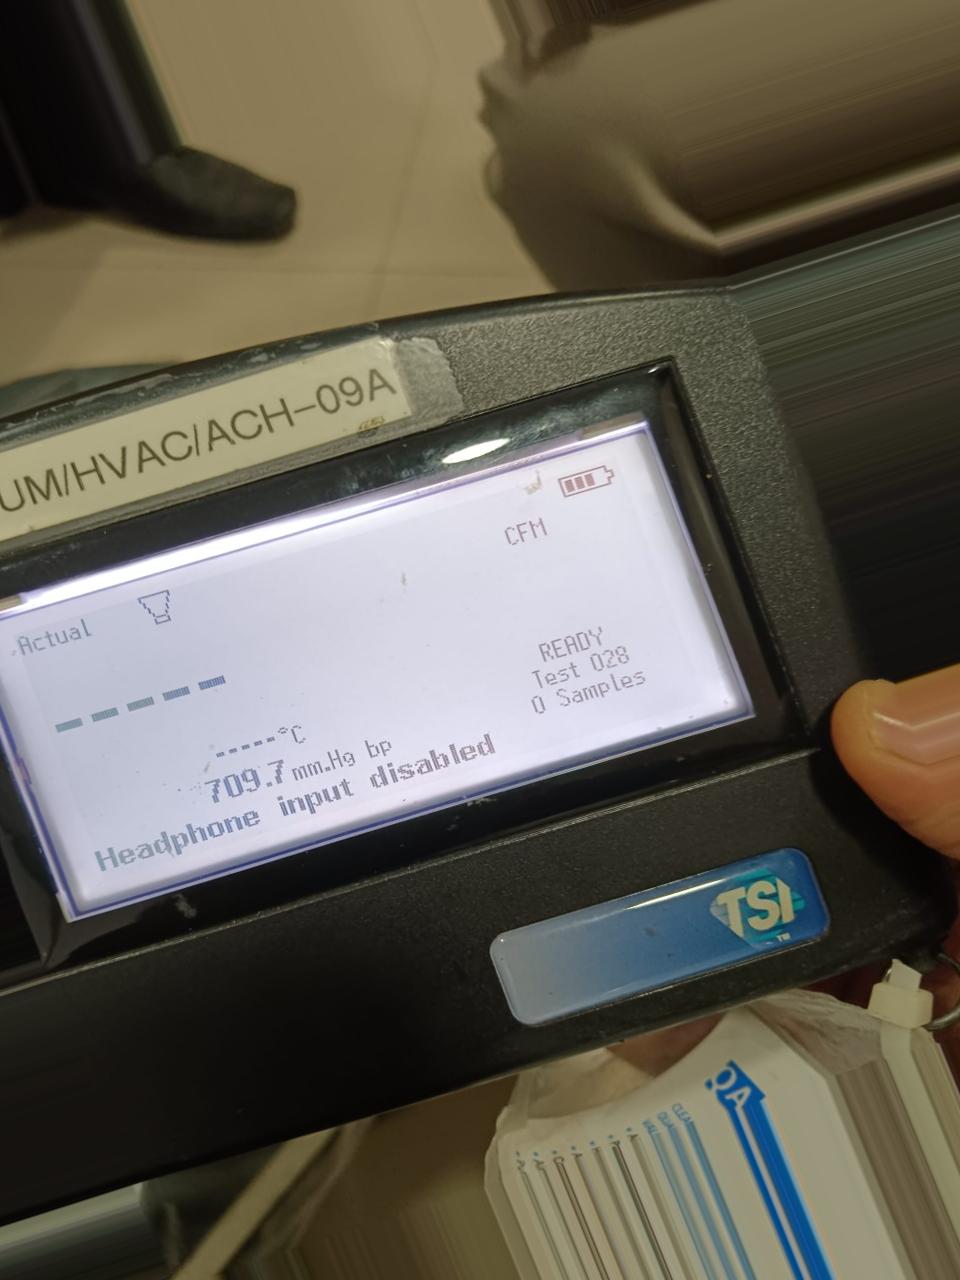 UM/HVAC/ACH-09A
CFM
Actual
READY
Test 028
0 Samples
-----
-----°C
709.7 mm.Hg bp
Headphone input disabled
TSI
TM
QA